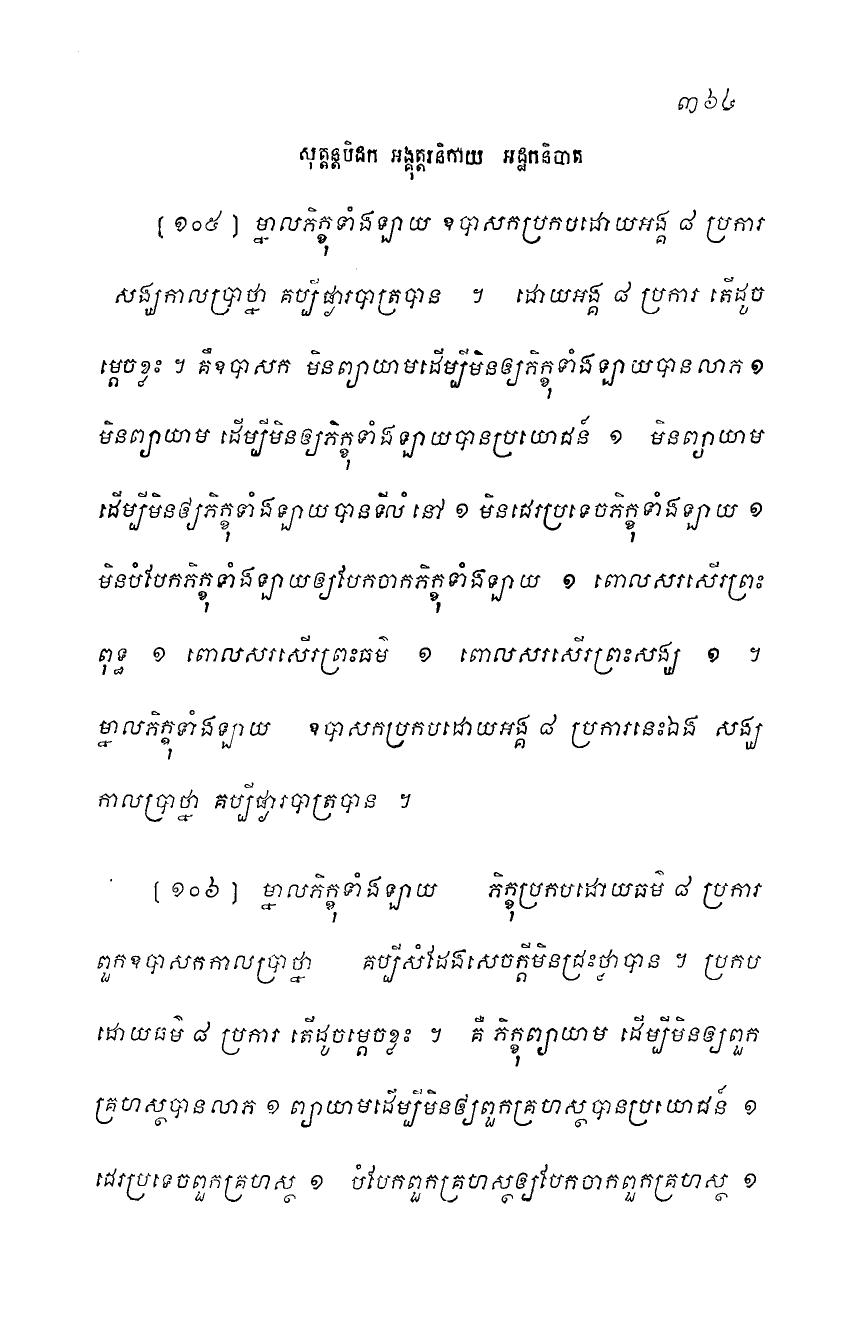 ៣៦៤
សុត្តន្តបិដក អង្គុត្តរនិកាយ អដ្ឋកនិបាត
[ ១០៥ ] ម្នាលភិក្ខុទាំងឡាយ ឧបាសកប្រកបដោយអង្គ ៨ ប្រការ
សង្ឃកាលប្រាថ្នា គប្បីផ្ងារបាត្របាន ។ ដោយអង្គ ៨ ប្រការ តើដូច
ម្តេចខ្លះ ។ គឺឧបាសក មិនព្យាយាមដើម្បីមិនឲ្យភិក្ខុទាំងឡាយបានលាភ ១
មិនព្យាយាម ដើម្បីមិនឲ្យភិក្ខុទាំងឡាយបានប្រយោជន៍ ១ មិនព្យាយាម
ដើម្បីមិនឲ្យភិក្ខុទាំងឡាយបានទីលំនៅ ១ មិនជេរប្រទេចភិក្ខុទាំងឡាយ ១
មិនបំបែកភិក្ខុទាំងឡាយឲ្យបែកចាកភិក្ខុទាំងឡាយ ១ ពោលសរសើរព្រះ
ពុទ្ធ ១ ពោលសរសើរព្រះធម៌ ១ ពោលសរសើរព្រះសង្ឃ ១ ។
ម្នាលភិក្ខុទាំងឡាយ ឧបាសកប្រកបដោយអង្គ ៨ ប្រការនេះឯង សង្ឃ
កាលប្រាថ្នា គប្បីផ្ងារបាត្របាន ។
[ ១០៦ ] ម្នាលភិក្ខុទាំងឡាយ ភិក្ខុប្រកបដោយធម៌ ៨ ប្រការ
ពួកឧបាសកកាលប្រាថ្នា គប្បីសំដែងសេចក្តីមិនជ្រះថ្លាបាន ។ ប្រកប
ដោយធម៌ ៨ ប្រការ តើដូចម្តេចខ្លះ ។ គឺ ភិក្ខុព្យាយាម ដើម្បីមិនឲ្យពួក
គ្រហស្ថបានលាភ ១ ព្យាយាមដើម្បីមិនឲ្យពួកគ្រហស្ថបានប្រយោជន៍ ១
ជេរប្រទេចពួកគ្រហស្ថ ១ បំបែកពួកគ្រហស្ថឲ្យបែកចាកពួកគ្រហស្ថ ១